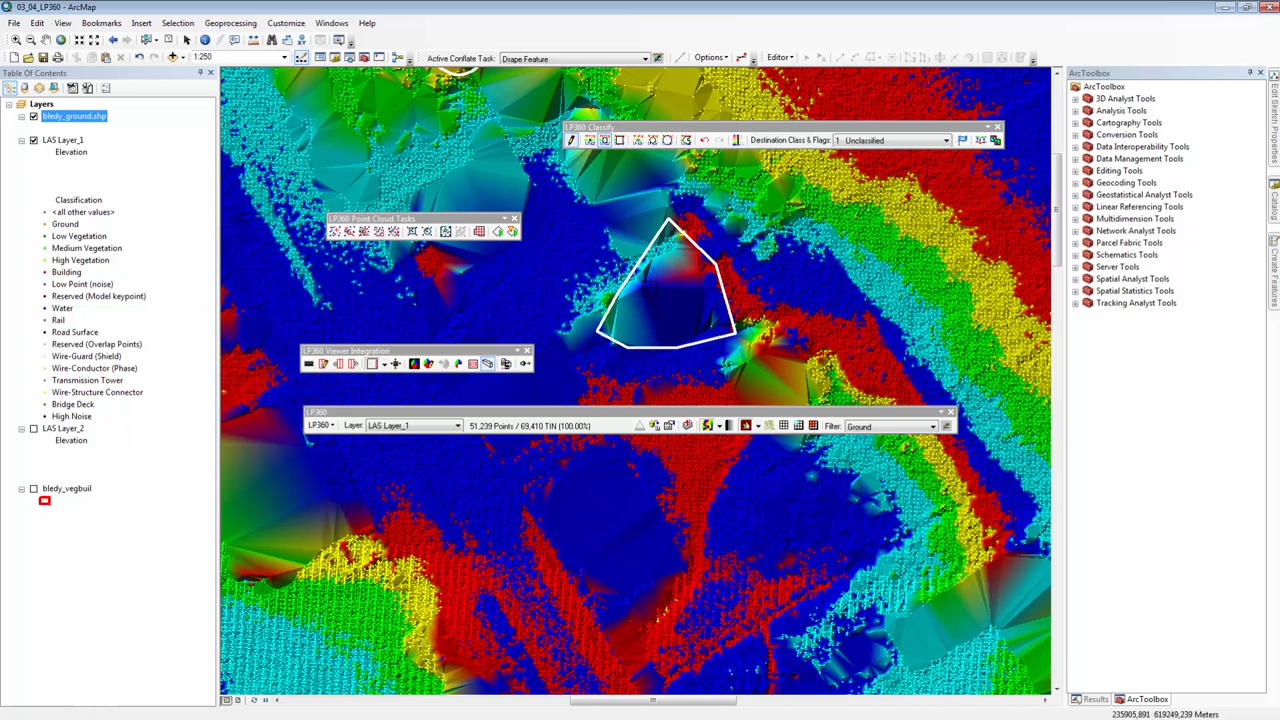 03_04_LP360 - ArcMap
File Edit View Bookmarks Insert Selection Geoprocessing Customize Windows Help
1:250
Active Conflate Task: Drape Feature
Options
Editor
Table Of Contents
Layers
bledy_ground.shp
LAS Layer_1
Elevation
Classification
<all other values>
Ground
Low Vegetation
Medium Vegetation
High Vegetation
Building
Low Point (noise)
Reserved (Model keypoint)
Water
Rail
Road Surface
Reserved (Overlap Points)
Wire-Guard (Shield)
Wire-Conductor (Phase)
Transmission Tower
Wire-Structure Connector
Bridge Deck
High Noise
LAS Layer_2
Elevation
bledy_vegbuil
LP360 Classify
Destination Class & Flags: 1 Unclassified
LP360 Point Cloud Tasks
LP360 Viewer Integration
LP360
LP360 Layer: LAS Layer_1 51,239 Points / 69,410 TIN (100.00%) Filter: Ground
ArcToolbox
ArcToolbox
3D Analyst Tools
Analysis Tools
Cartography Tools
Conversion Tools
Data Interoperability Tools
Data Management Tools
Editing Tools
Geocoding Tools
Geostatistical Analyst Tools
Linear Referencing Tools
Multidimension Tools
Network Analyst Tools
Parcel Fabric Tools
Schematics Tools
Server Tools
Spatial Analyst Tools
Spatial Statistics Tools
Tracking Analyst Tools
Edit Sketch Properties
Catalog
Create Features
Results ArcToolbox
235905,891 619249,239 Meters